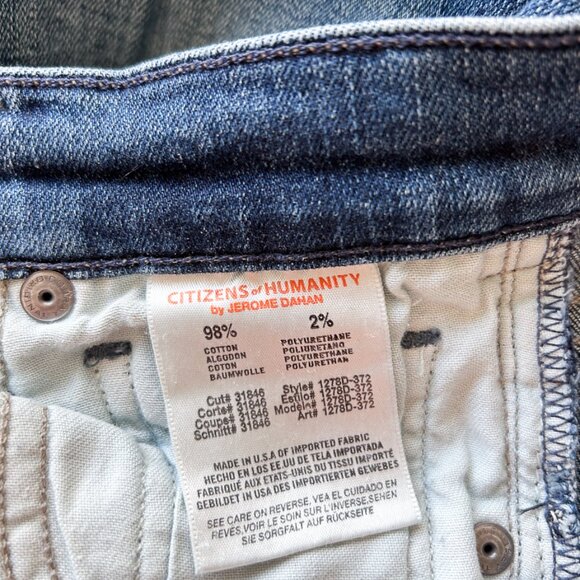 CITIZENS of HUMANITY
by JEROME DAHAN
98% 2%
COTTON POLYURETHANE
ALGODON POLIURETANO
COTON POLYURETHANE
BAUMWOLLE POLYURETHAN
Cut# 31846 Style# 1278D-372
Corte# 31846 Estilo# 1278D-372
Coupe# 31846 Modele# 1278D-372
Schnitt# 31846 Art# 1278D-372
MADE IN U.S.A OF IMPORTED FABRIC
HECHO EN LOS EE UU DE TELA IMPORTADA
FABRIQUÉ AUX ETATS-UNIS DU TISSU IMPORTÉ
GEBILDET IN USA DES IMPORTIERTEN GEWEBES
SEE CARE ON REVERSE, VEA EL CUIDADO EN
REVES, VOIR LE SOIN SUR L'INVERSE, SEHEN
SIE SORGFALT AUF RÜCKSEITE